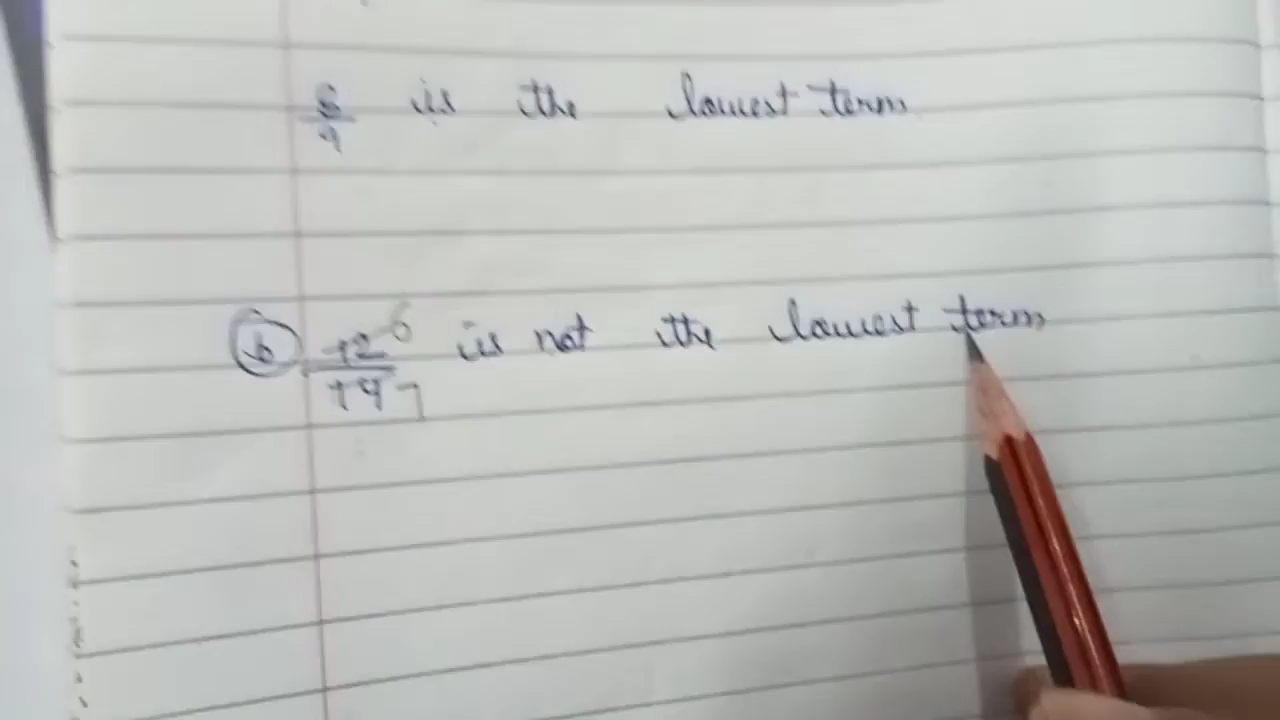 is the lowest term
b 12 6 is not the lowest term
14 7